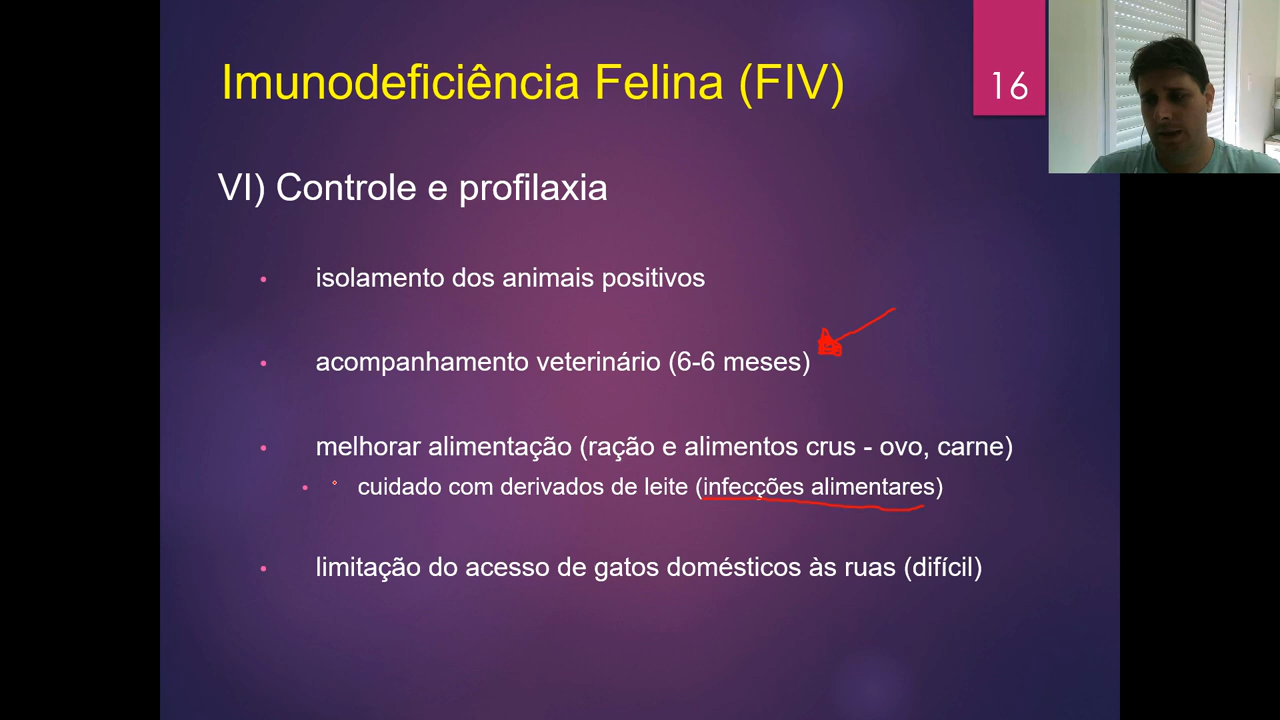 Imunodeficiência Felina (FIV)
16
VI) Controle e profilaxia
isolamento dos animais positivos
acompanhamento veterinário (6-6 meses)
melhorar alimentação (ração e alimentos crus - ovo, carne)
cuidado com derivados de leite (infecções alimentares)
limitação do acesso de gatos domésticos às ruas (difícil)